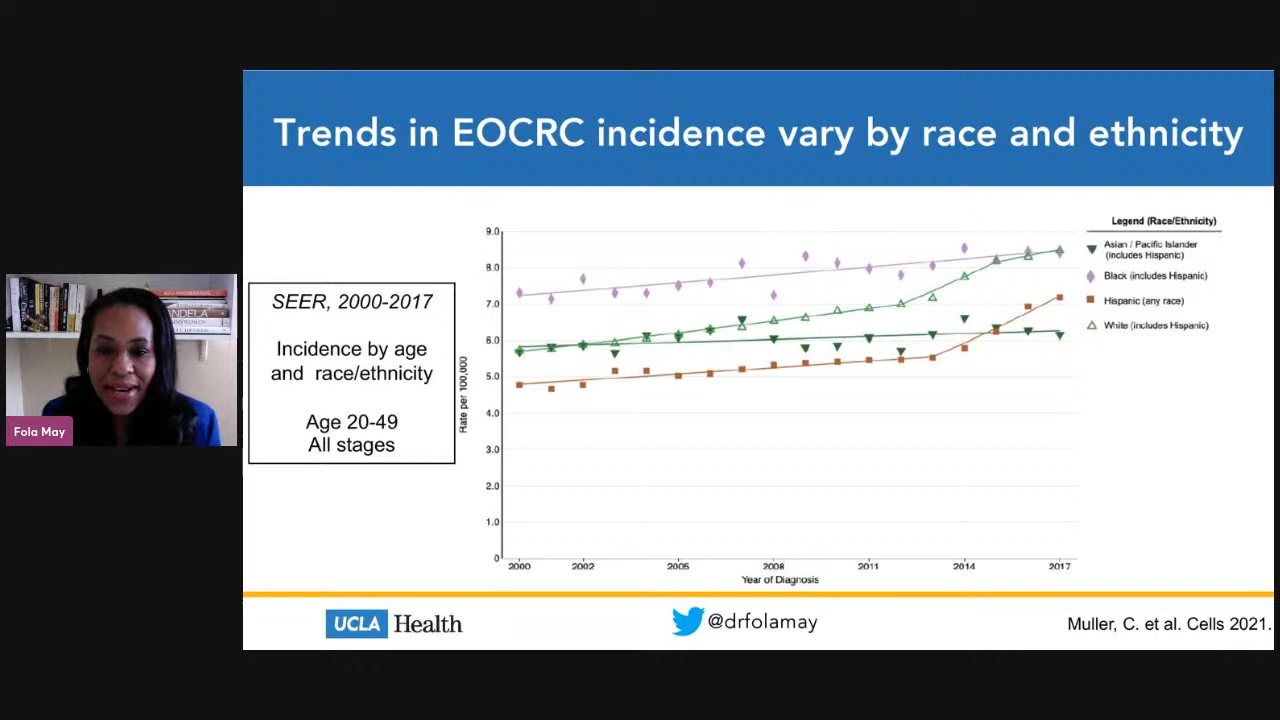 Trends in EOCRC incidence vary by race and ethnicity
SEER, 2000-2017
Incidence by age
and race/ethnicity
Age 20-49
All stages
Fola May
9.0
8.0
7.0
6.0
5.0
4.0
3.0
2.0
1.0
0
Rate per 100,000
2000
2002
2005
2008
2011
2014
2017
Year of Diagnosis
Legend (Race/Ethnicity)
Asian / Pacific Islander
(includes Hispanic)
Black (includes Hispanic)
Hispanic (any race)
White (includes Hispanic)
UCLA Health
@drfolamay
Muller, C. et al. Cells 2021.